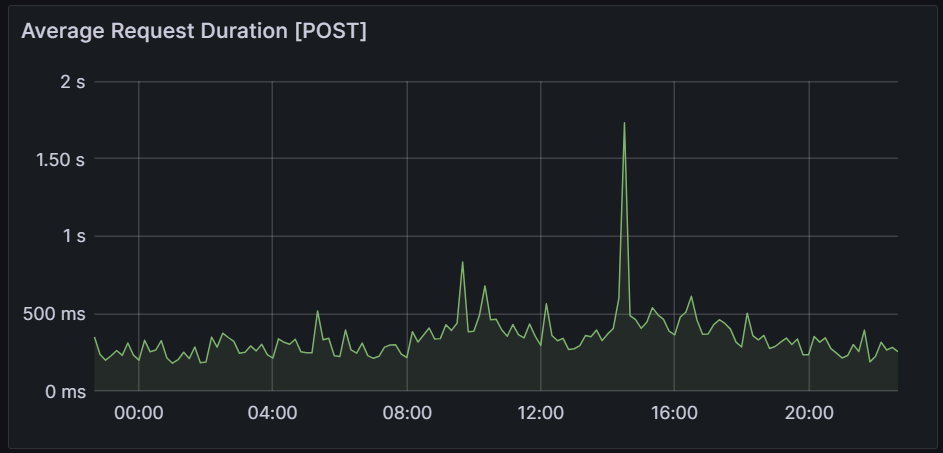 Average Request Duration [POST]
2 s
1.50 s
1 s
500 ms
0 ms
00:00 04:00 08:00 12:00 16:00 20:00